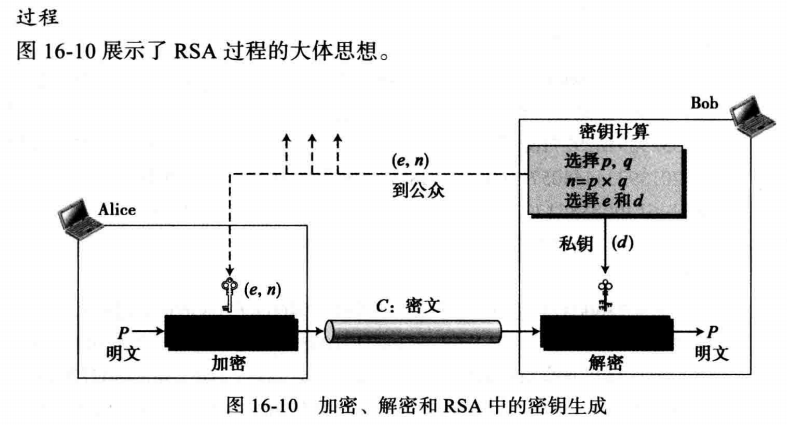 过程
图 16-10 展示了 RSA 过程的大体思想。
Bob
密钥计算
选择 p, q
n=p × q
选择 e 和 d
(e, n)
到公众
Alice
私钥 (d)
(e, n)
C：密文
P
明文
加密
解密
P
明文
图 16-10 加密、解密和 RSA 中的密钥生成